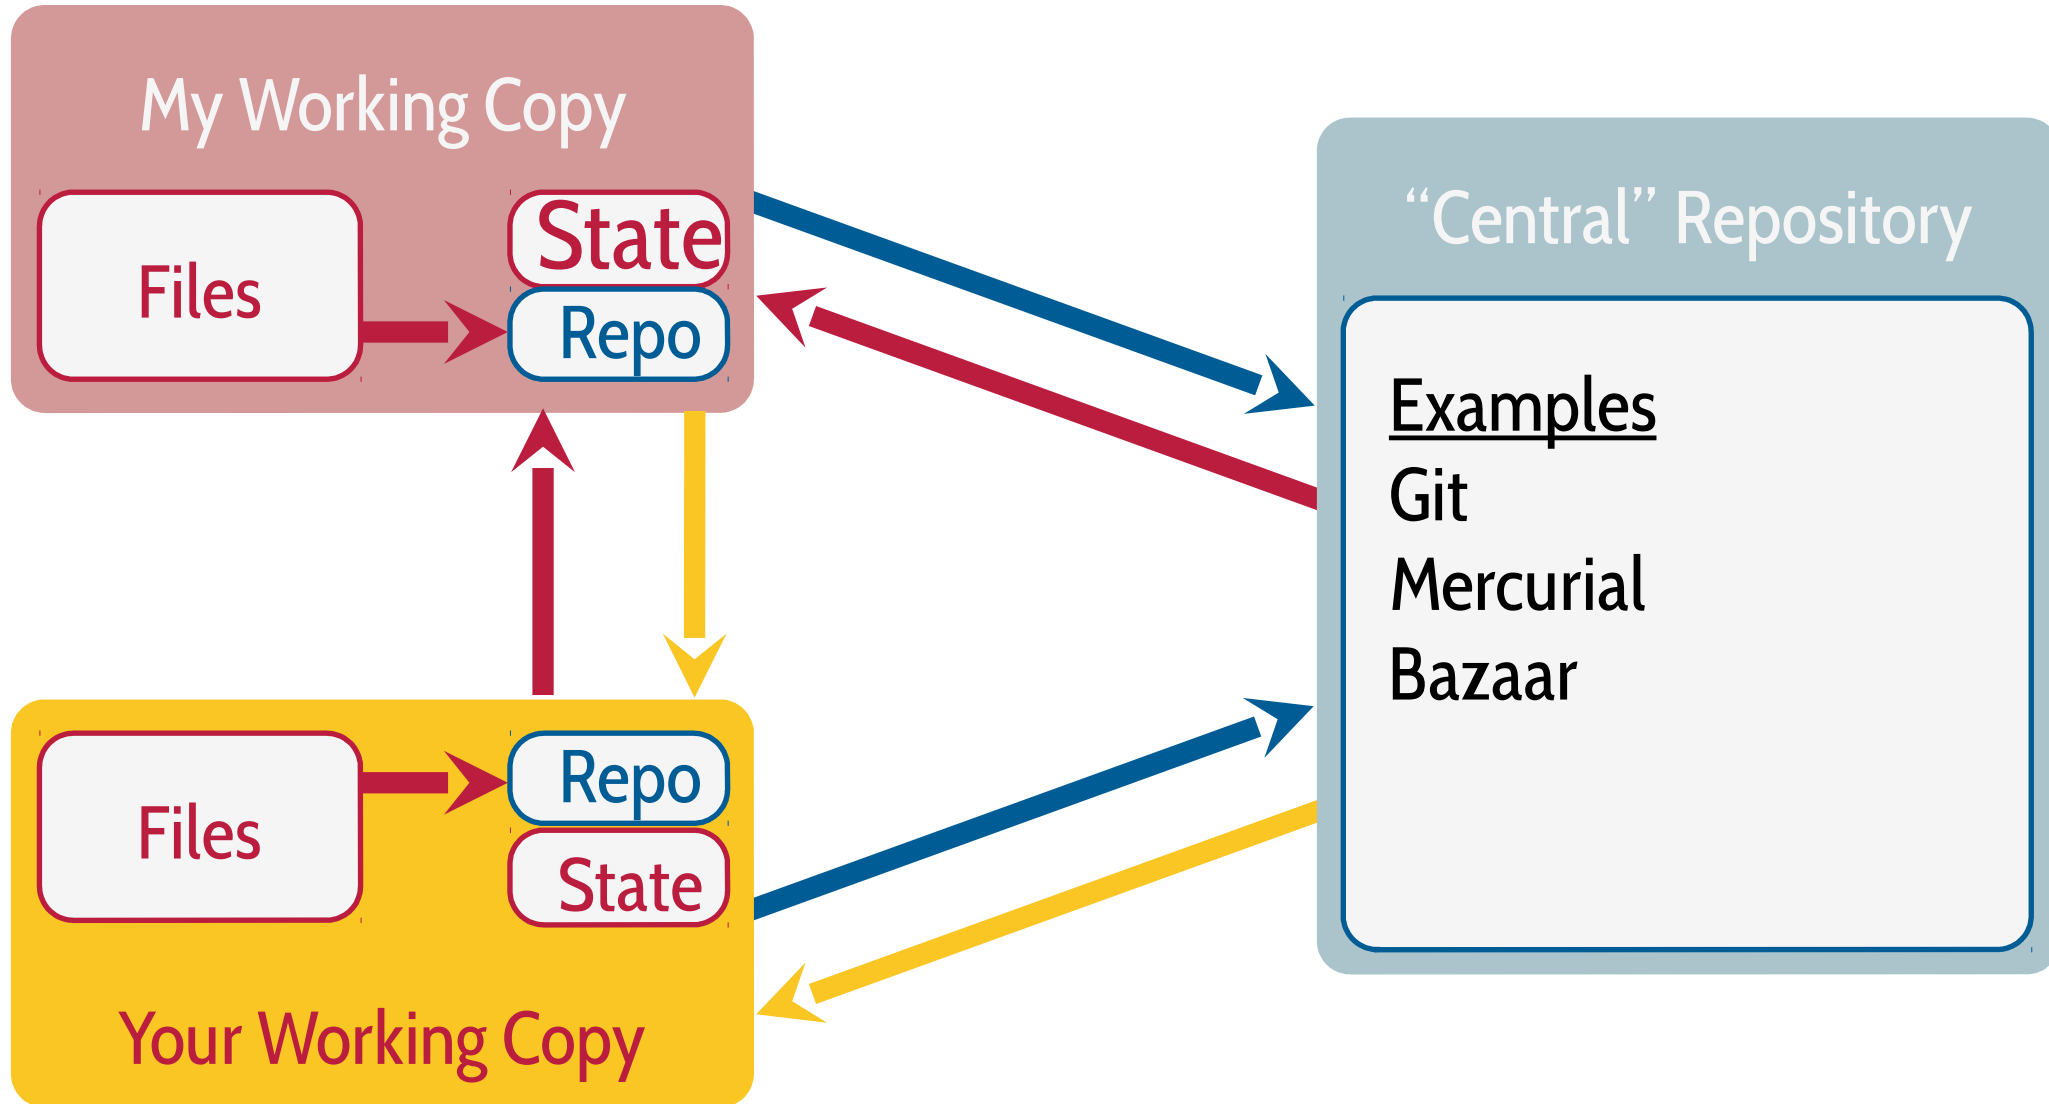 My Working Copy
Files
State
Repo
“Central” Repository
Examples
Git
Mercurial
Bazaar
Files
Repo
State
Your Working Copy